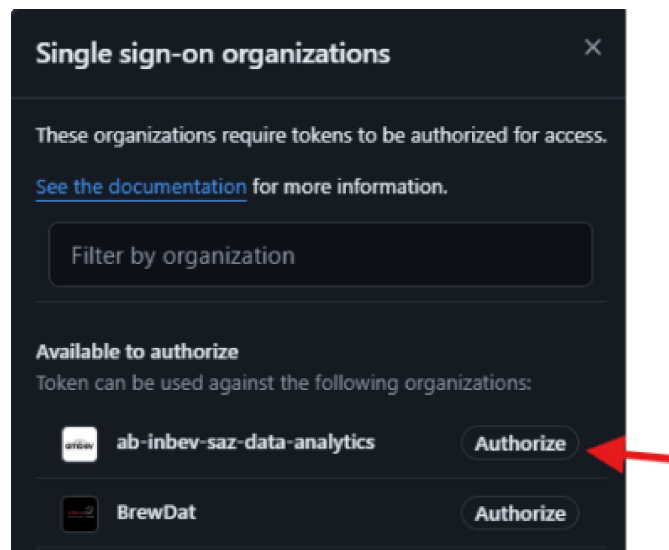 Single sign-on organizations
These organizations require tokens to be authorized for access.
See the documentation for more information.
Filter by organization
Available to authorize
Token can be used against the following organizations:
ambev ab-inbev-saz-data-analytics Authorize
BrewDat Authorize